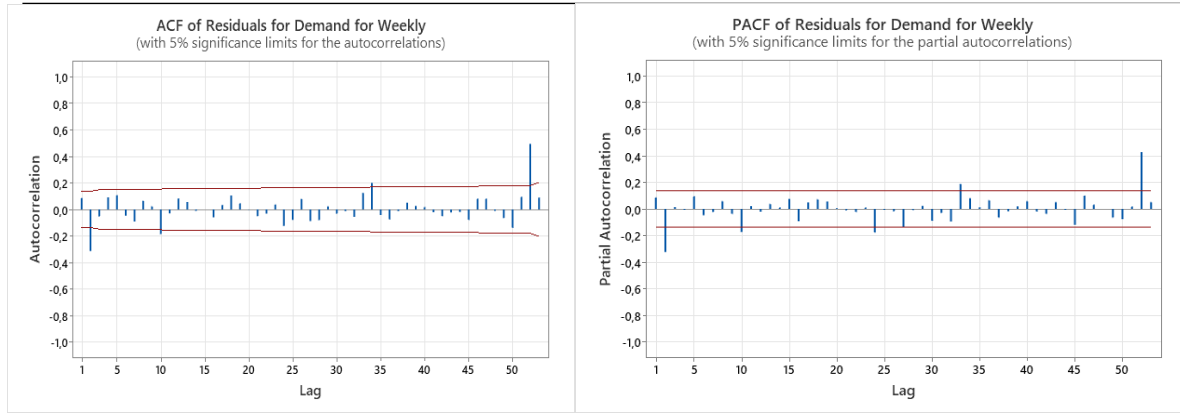 ACF of Residuals for Demand for Weekly
(with 5% significance limits for the autocorrelations)
1,0
0,8
0,6
0,4
0,2
0,0
-0,2
-0,4
-0,6
-0,8
-1,0
Autocorrelation
1 5 10 15 20 25 30 35 40 45 50
Lag
PACF of Residuals for Demand for Weekly
(with 5% significance limits for the partial autocorrelations)
1,0
0,8
0,6
0,4
0,2
0,0
-0,2
-0,4
-0,6
-0,8
-1,0
Partial Autocorrelation
1 5 10 15 20 25 30 35 40 45 50
Lag